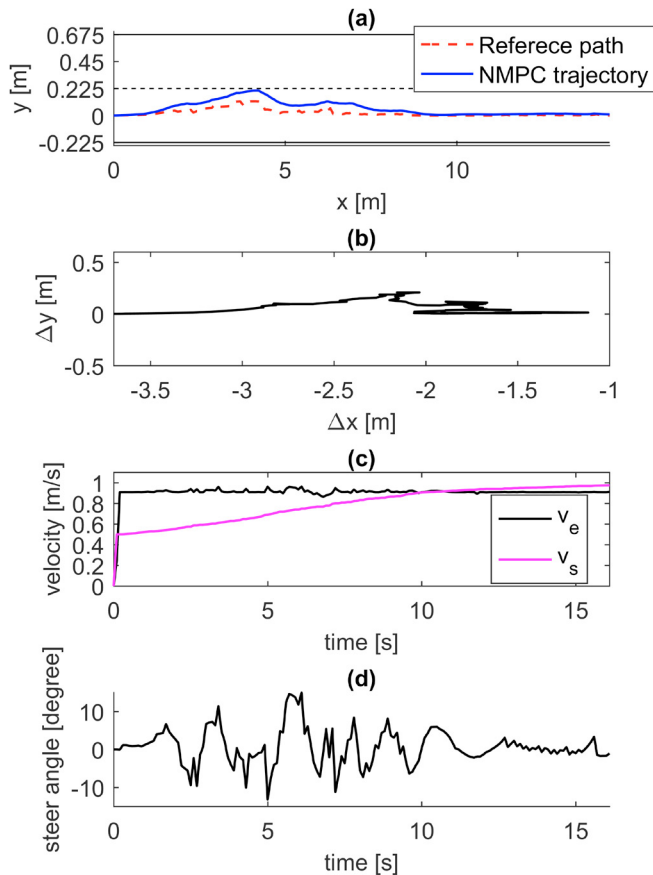 (a)
0.675
0.45
0.225
0
-0.225
y [m]
Referece path
NMPC trajectory
0 5 10
x [m]
(b)
0.5
0
-0.5
Δy [m]
-3.5 -3 -2.5 -2 -1.5 -1
Δx [m]
(c)
1
0.8
0.6
0.4
0.2
0
velocity [m/s]
v_e
v_s
0 5 10 15
time [s]
(d)
10
0
-10
steer angle [degree]
0 5 10 15
time [s]